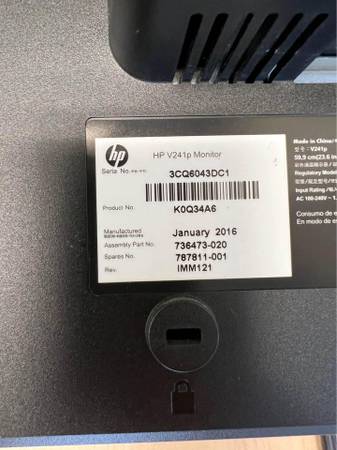 hp
HP V241p Monitor
Serial No.
3CQ6043DC1
Product No.
K0Q34A6
Manufactured
January 2016
Assembly Part No.
736473-020
Spares No.
787811-001
Rev.
IMM121
Made in China/
V241p
59,9 cm(23.6 in
Regulatory Model
Input Rating
AC 100-240V ~ 1.
Consumo de e
En modo de es